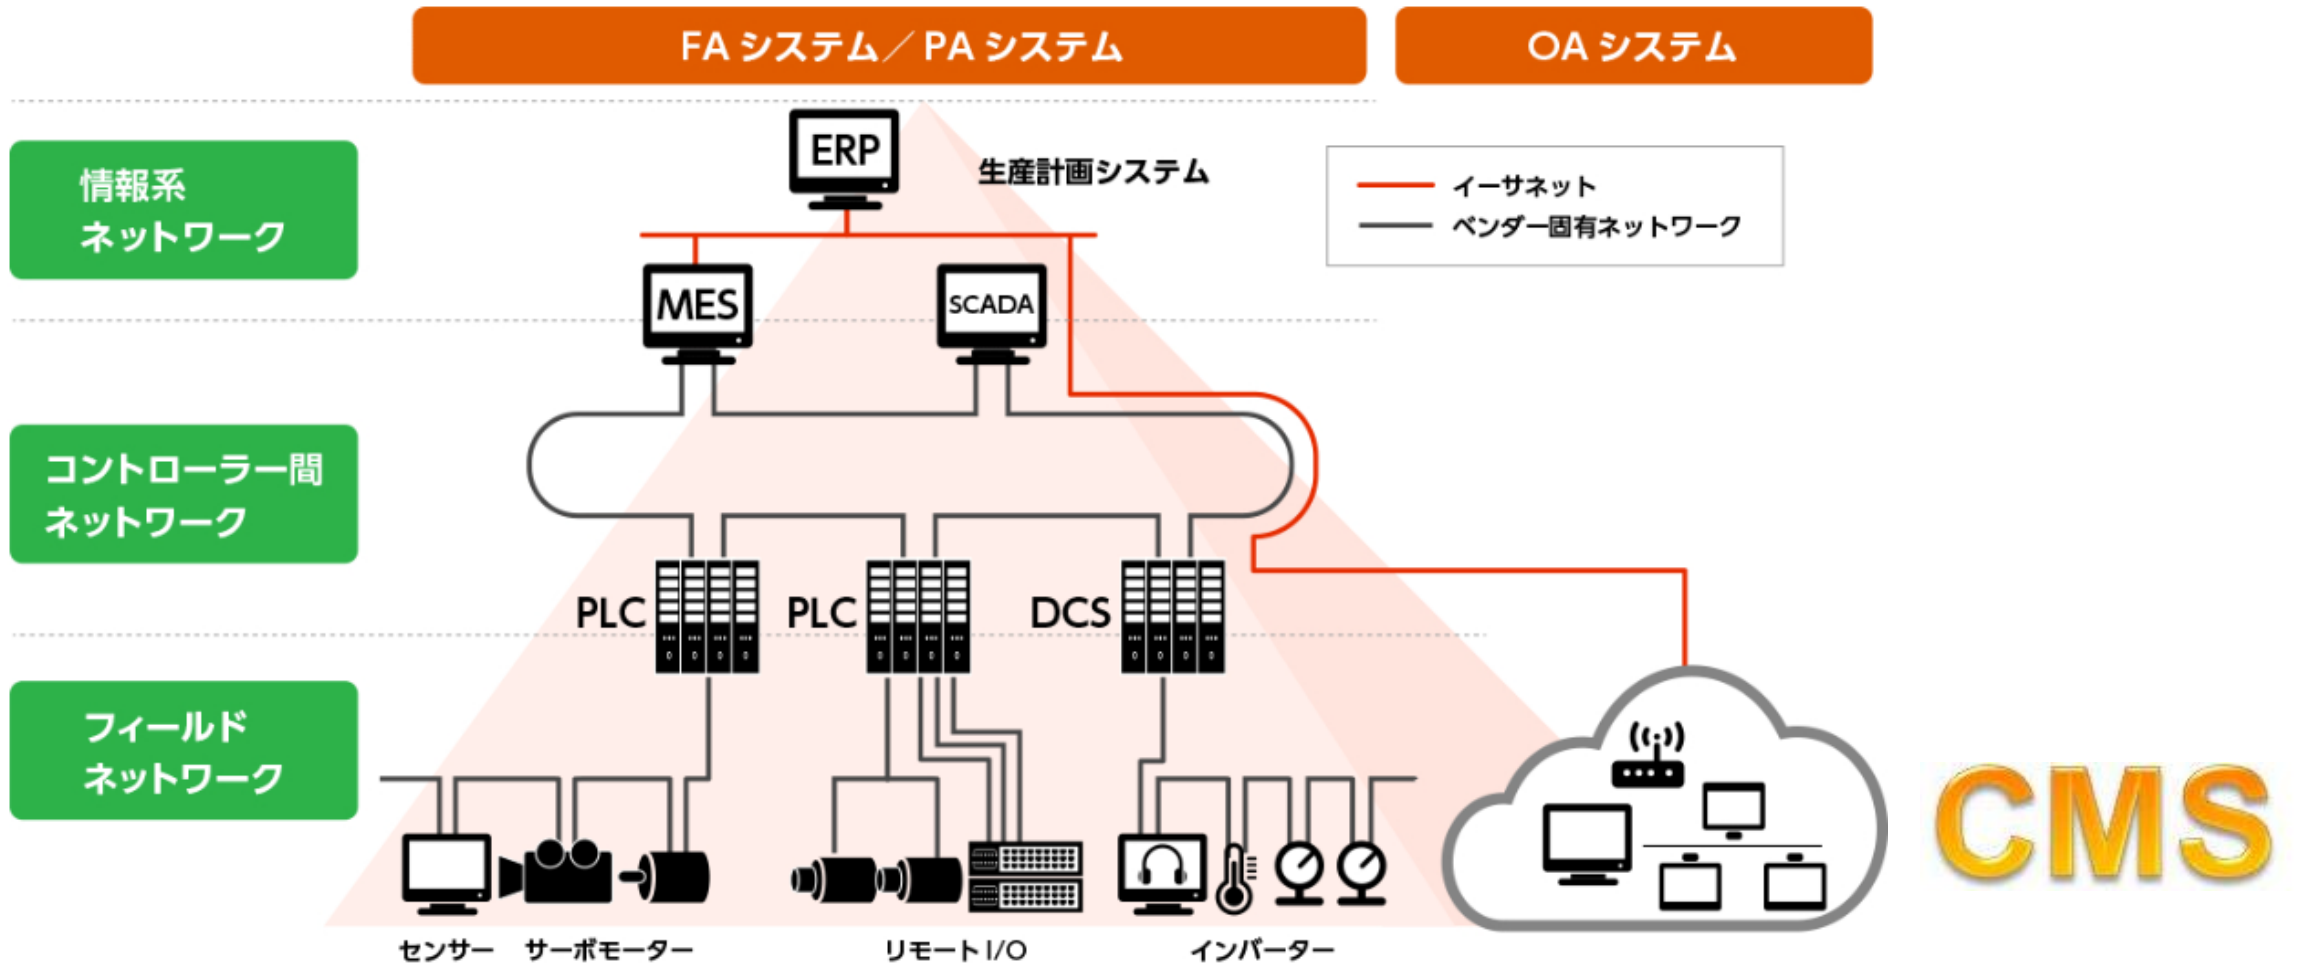 FA システム／PA システム
OA システム
情報系
ネットワーク
ERP
生産計画システム
イーサネット
ベンダー固有ネットワーク
MES
SCADA
コントローラー間
ネットワーク
PLC
PLC
DCS
フィールド
ネットワーク
CMS
センサー
サーボモーター
リモート I/O
インバーター